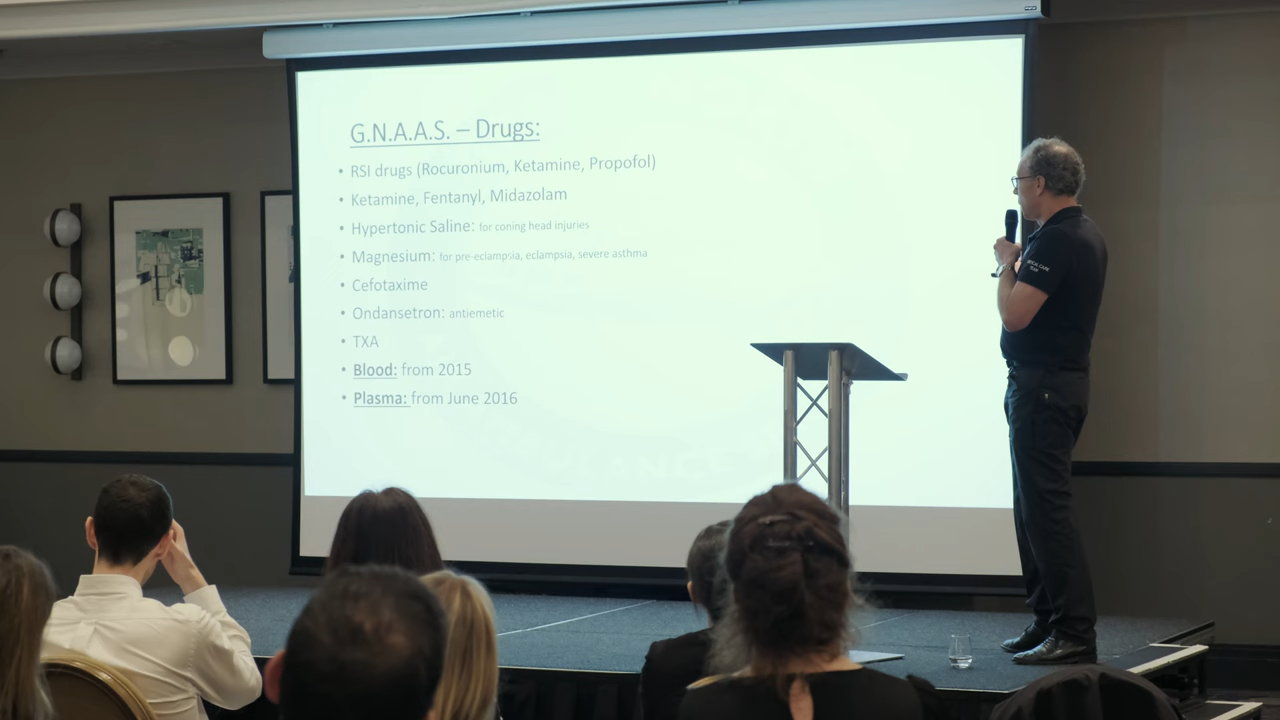 G.N.A.A.S. – Drugs:
• RSI drugs (Rocuronium, Ketamine, Propofol)
• Ketamine, Fentanyl, Midazolam
• Hypertonic Saline: for coning head injuries
• Magnesium: for pre-eclampsia, eclampsia, severe asthma
• Cefotaxime
• Ondansetron: antiemetic
• TXA
• Blood: from 2015
• Plasma: from June 2016